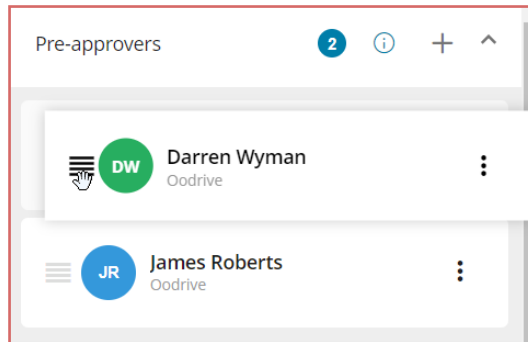 Pre-approvers 2 i
DW Darren Wyman
Oodrive
JR James Roberts
Oodrive